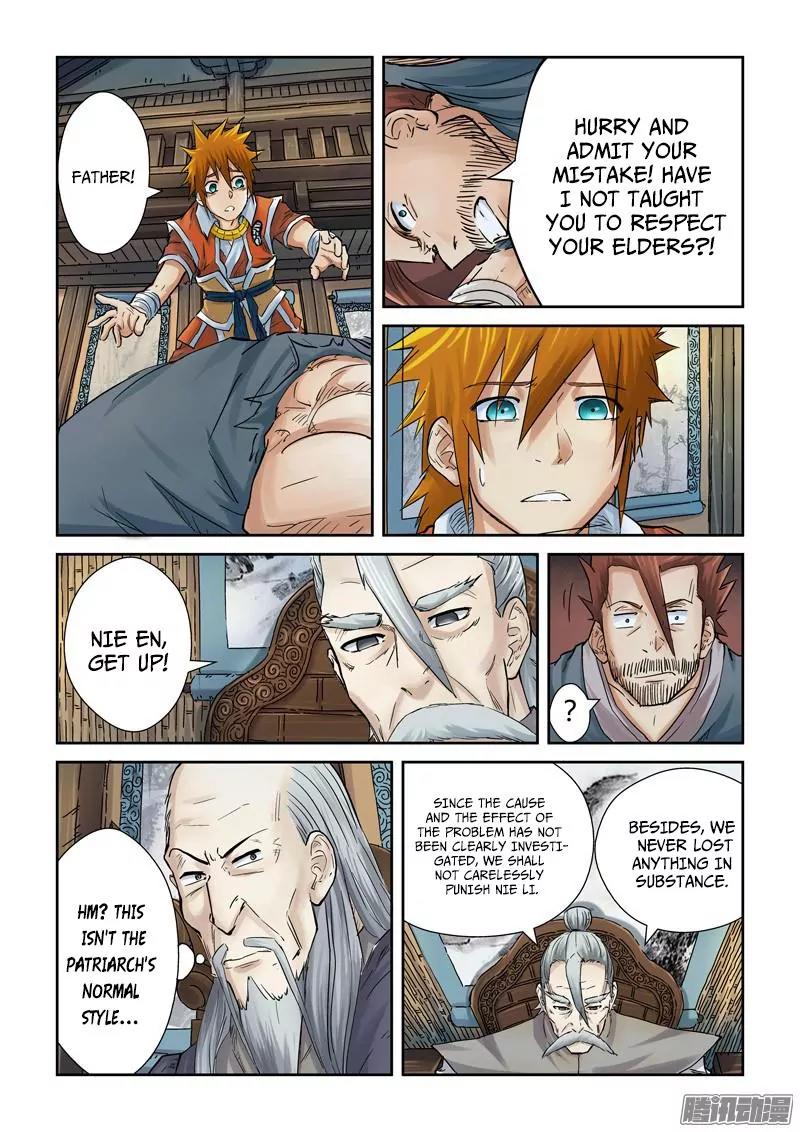 FATHER!
HURRY AND
ADMIT YOUR
MISTAKE! HAVE
I NOT TAUGHT
YOU TO RESPECT
YOUR ELDERS?!
NIE EN,
GET UP!
?
HM? THIS
ISN'T THE
PATRIARCH'S
NORMAL
STYLE...
SINCE THE CAUSE
AND THE EFFECT
OF THE PROBLEM HAS NOT
BEEN CLEARLY INVESTI-
GATED, WE SHALL
NOT CARELESSLY
PUNISH NIE LI.
BESIDES, WE
NEVER LOST
ANYTHING IN
SUBSTANCE.
腾讯动漫